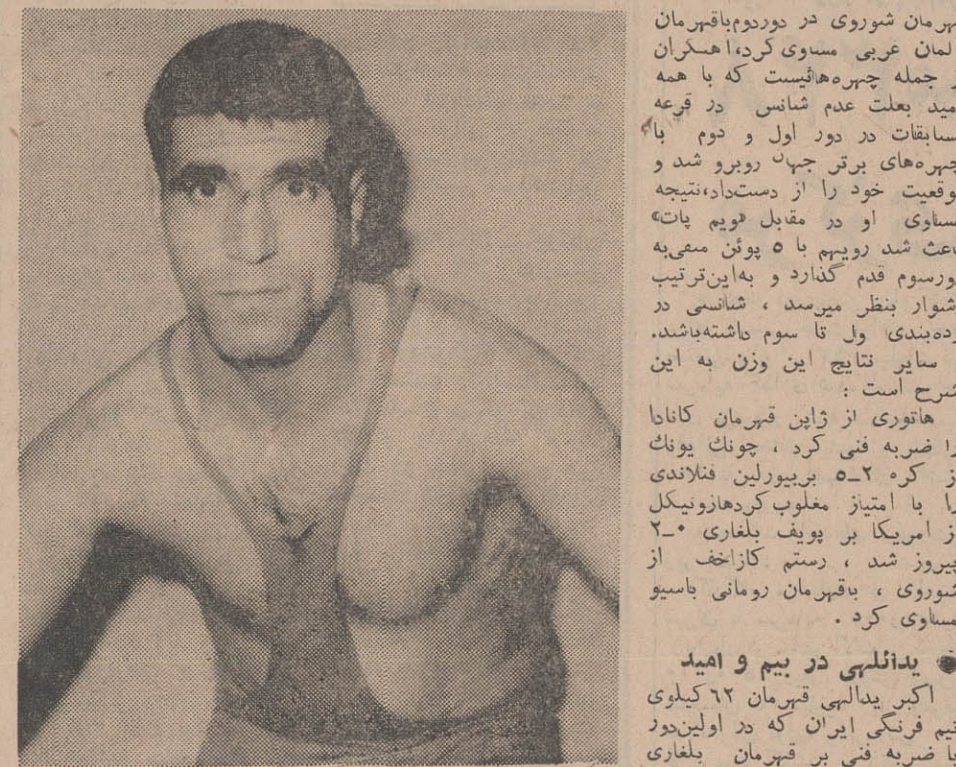 قهرمان شوروی در دوردوم‌باقهرمان
آلمان عربی مساوی کرد، اهنگران
از جمله چهره‌هائیست که با همه
امید بعلت عدم شانس در قرعه
مسابقات در دور اول و دوم با
چهره‌های برتر جهان روبرو شد و
موقعیت خود را از دست‌داد،نتیجه
مساوی او در مقابل «ویم پات»
باعث شد رویهم با ٥ پوئن منفی‌به
دورسوم قدم گذارد و به‌این‌ترتیب
دشوار بنظر میرسد ، شانسی در
رده‌بندی اول تا سوم داشته‌باشد.
سایر نتایج این وزن به این
شرح است :
هاتوری از ژاپن قهرمان کانادا
را ضربه فنی کرد ، چونك یونك
از کره ٢ـ٥ بربیورلین فنلاندی
را با امتیاز مغلوب کردهازونیکل
از امریکا بر پویف بلغاری ٠ـ٢
پیروز شد ، رستم کازاخف از
شوروی ، باقهرمان رومانی باسیو
مساوی کرد .
● یدائلهی در بیم و امید
اکبر یدالهی قهرمان ٦٢ کیلوی
تیم فرنگی ایران که در اولین‌دور
با ضربه فنی بر قهرمان بلغاری